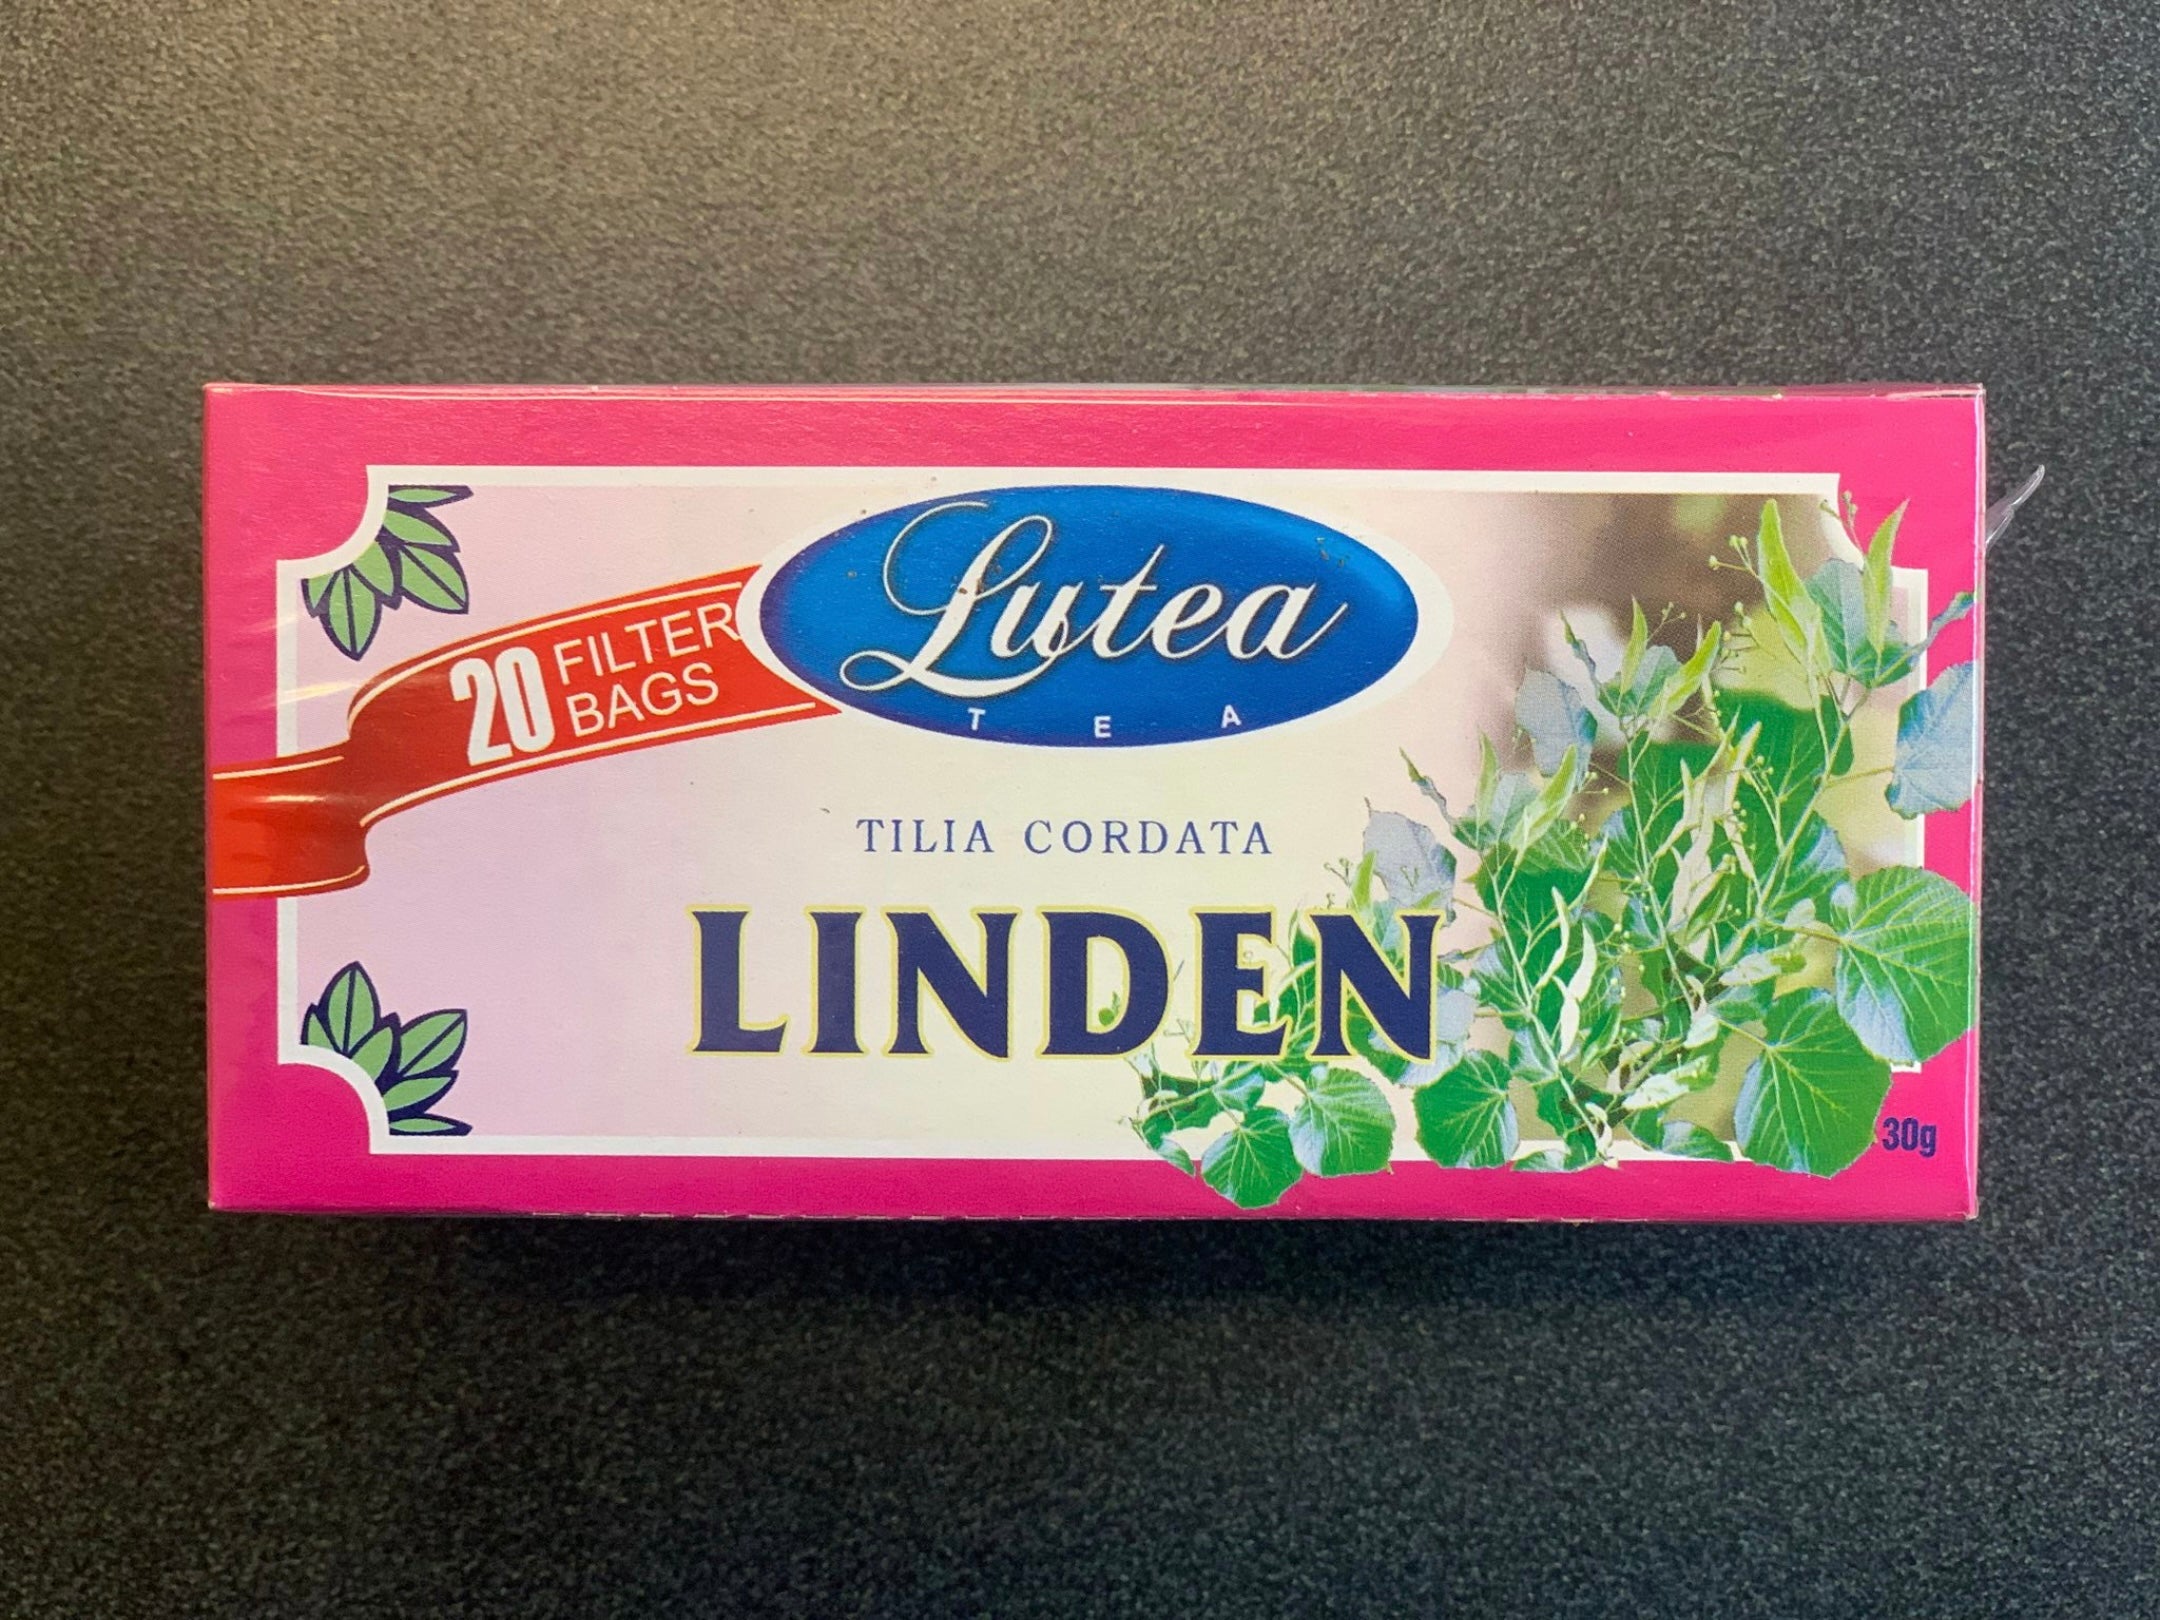 Lutea
TEA
20 FILTER
BAGS
TILIA CORDATA
LINDEN
30g